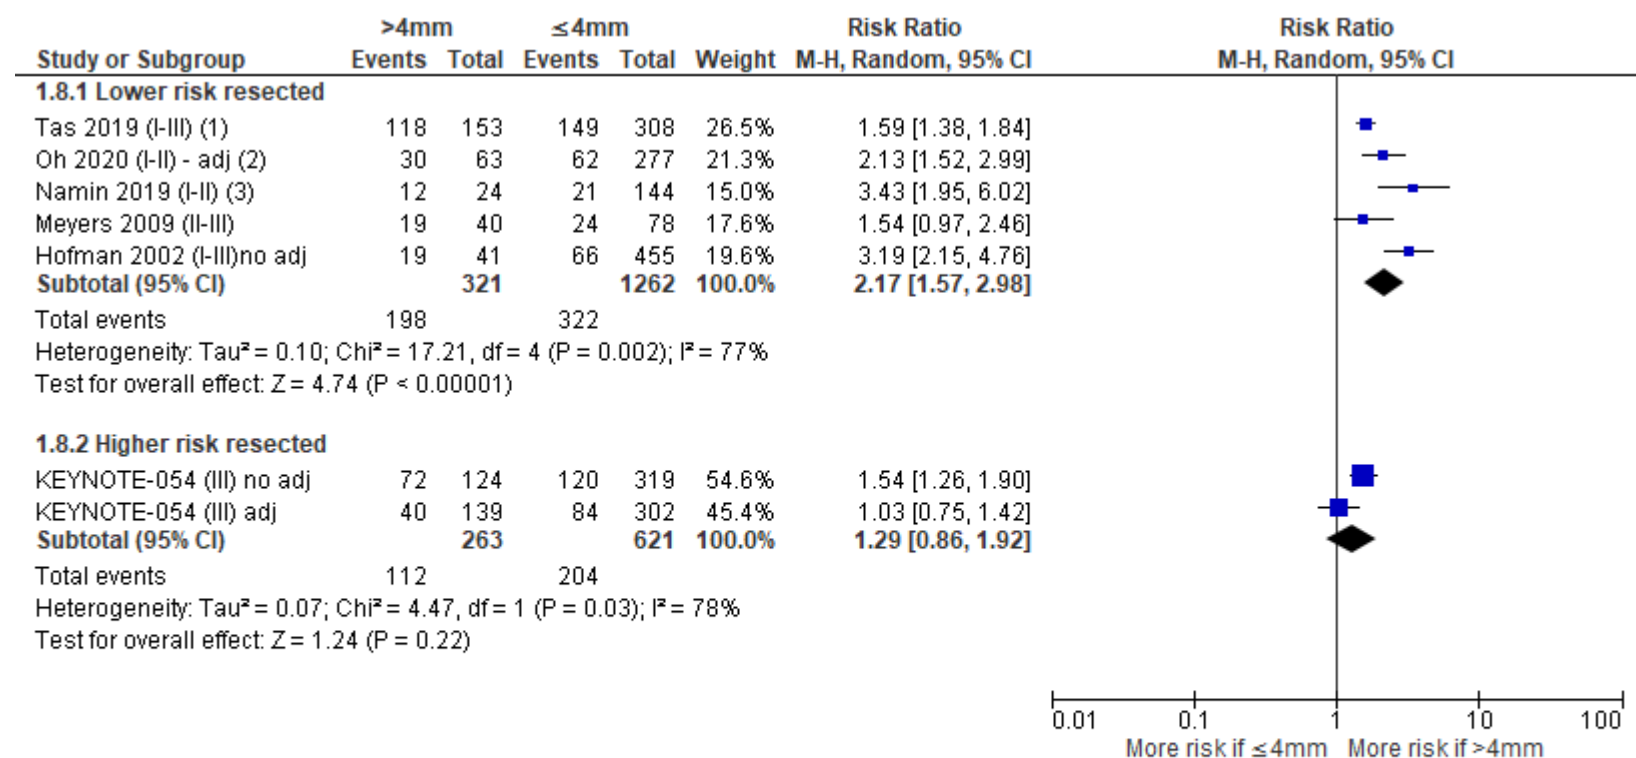 >4mm ≤4mm Risk Ratio Risk Ratio
Study or Subgroup Events Total Events Total Weight M-H, Random, 95% CI M-H, Random, 95% CI
1.8.1 Lower risk resected
Tas 2019 (I-III) (1) 118 153 149 308 26.5% 1.59 [1.38, 1.84]
Oh 2020 (I-II) - adj (2) 30 63 62 277 21.3% 2.13 [1.52, 2.99]
Namin 2019 (I-II) (3) 12 24 21 144 15.0% 3.43 [1.95, 6.02]
Meyers 2009 (II-III) 19 40 24 78 17.6% 1.54 [0.97, 2.46]
Hofman 2002 (I-III)no adj 19 41 66 455 19.6% 3.19 [2.15, 4.76]
Subtotal (95% CI) 321 1262 100.0% 2.17 [1.57, 2.98]
Total events 198 322
Heterogeneity: Tau² = 0.10; Chi² = 17.21, df = 4 (P = 0.002); I² = 77%
Test for overall effect: Z = 4.74 (P < 0.00001)
1.8.2 Higher risk resected
KEYNOTE-054 (III) no adj 72 124 120 319 54.6% 1.54 [1.26, 1.90]
KEYNOTE-054 (III) adj 40 139 84 302 45.4% 1.03 [0.75, 1.42]
Subtotal (95% CI) 263 621 100.0% 1.29 [0.86, 1.92]
Total events 112 204
Heterogeneity: Tau² = 0.07; Chi² = 4.47, df = 1 (P = 0.03); I² = 78%
Test for overall effect: Z = 1.24 (P = 0.22)
0.01 0.1 1 10 100
More risk if ≤4mm More risk if >4mm